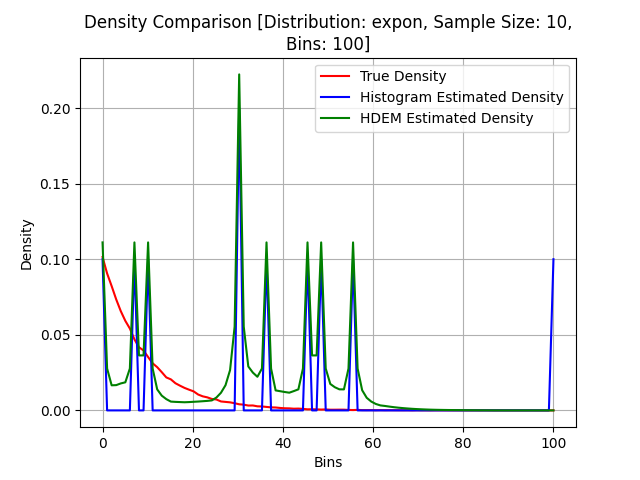 Density Comparison [Distribution: expon, Sample Size: 10,
Bins: 100]
True Density
Histogram Estimated Density
HDEM Estimated Density
Density
0.20
0.15
0.10
0.05
0.00
0
20
40
60
80
100
Bins